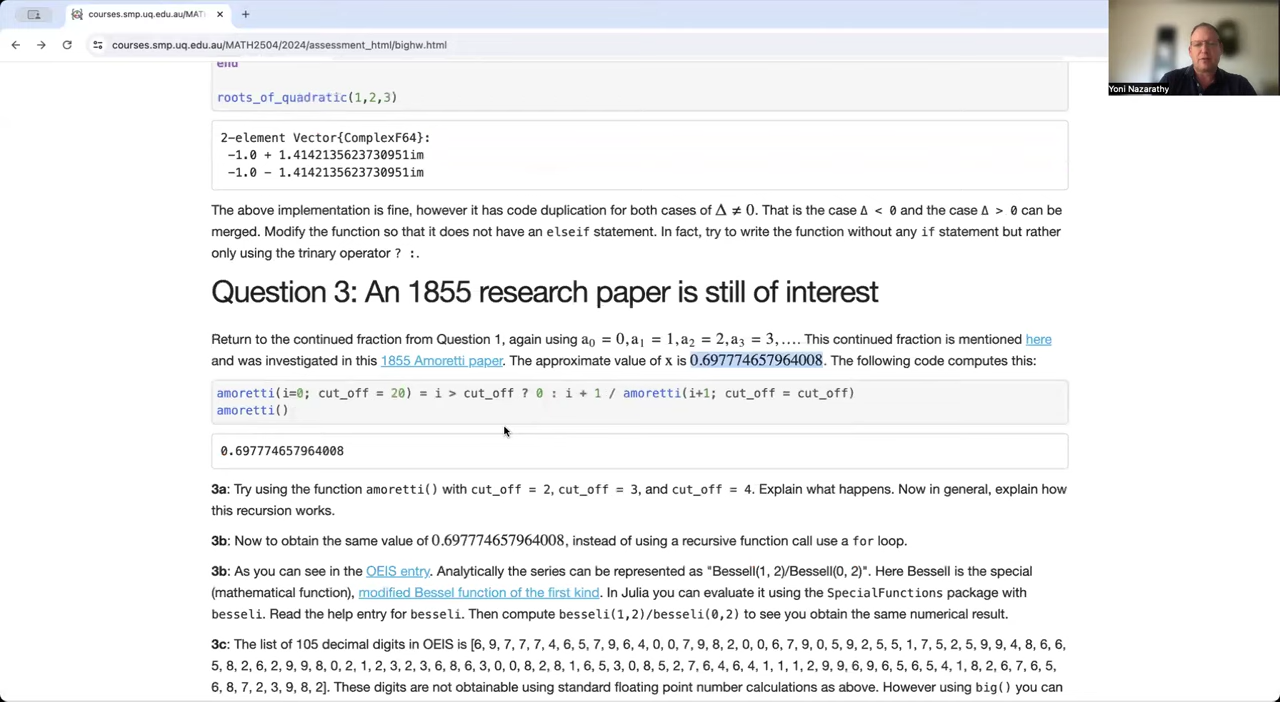 courses.smp.uq.edu.au/MAT
courses.smp.uq.edu.au/MATH2504/2024/assessment_html/bighw.html
Yoni Nazarathy
end
roots_of_quadratic(1,2,3)
2-element Vector{ComplexF64}:
-1.0 + 1.4142135623730951im
-1.0 - 1.4142135623730951im
The above implementation is fine, however it has code duplication for both cases of Δ ≠ 0. That is the case Δ < 0 and the case Δ > 0 can be
merged. Modify the function so that it does not have an elseif statement. In fact, try to write the function without any if statement but rather
only using the trinary operator ? :.
Question 3: An 1855 research paper is still of interest
Return to the continued fraction from Question 1, again using a₀ = 0, a₁ = 1, a₂ = 2, a₃ = 3, …. This continued fraction is mentioned here
and was investigated in this 1855 Amoretti paper. The approximate value of x is 0.697774657964008. The following code computes this:
amoretti(i=0; cut_off = 20) = i > cut_off ? 0 : i + 1 / amoretti(i+1; cut_off = cut_off)
amoretti()
0.697774657964008
3a: Try using the function amoretti() with cut_off = 2, cut_off = 3, and cut_off = 4. Explain what happens. Now in general, explain how
this recursion works.
3b: Now to obtain the same value of 0.697774657964008, instead of using a recursive function call use a for loop.
3b: As you can see in the OEIS entry. Analytically the series can be represented as "BesselI(1, 2)/BesselI(0, 2)". Here BesselI is the special
(mathematical function), modified Bessel function of the first kind. In Julia you can evaluate it using the SpecialFunctions package with
besseli. Read the help entry for besseli. Then compute besseli(1,2)/besseli(0,2) to see you obtain the same numerical result.
3c: The list of 105 decimal digits in OEIS is [6, 9, 7, 7, 7, 4, 6, 5, 7, 9, 6, 4, 0, 0, 7, 9, 8, 2, 0, 0, 6, 7, 9, 0, 5, 9, 2, 5, 5, 1, 7, 5, 2, 5, 9, 9, 4, 8, 6, 6,
5, 8, 2, 6, 2, 9, 9, 8, 0, 2, 1, 2, 3, 2, 3, 6, 8, 6, 3, 0, 0, 8, 2, 8, 1, 6, 5, 3, 0, 8, 5, 2, 7, 6, 4, 6, 4, 1, 1, 1, 2, 9, 9, 6, 9, 6, 5, 6, 5, 4, 1, 8, 2, 6, 7, 6, 5,
6, 8, 7, 2, 3, 9, 8, 2]. These digits are not obtainable using standard floating point number calculations as above. However using big() you can